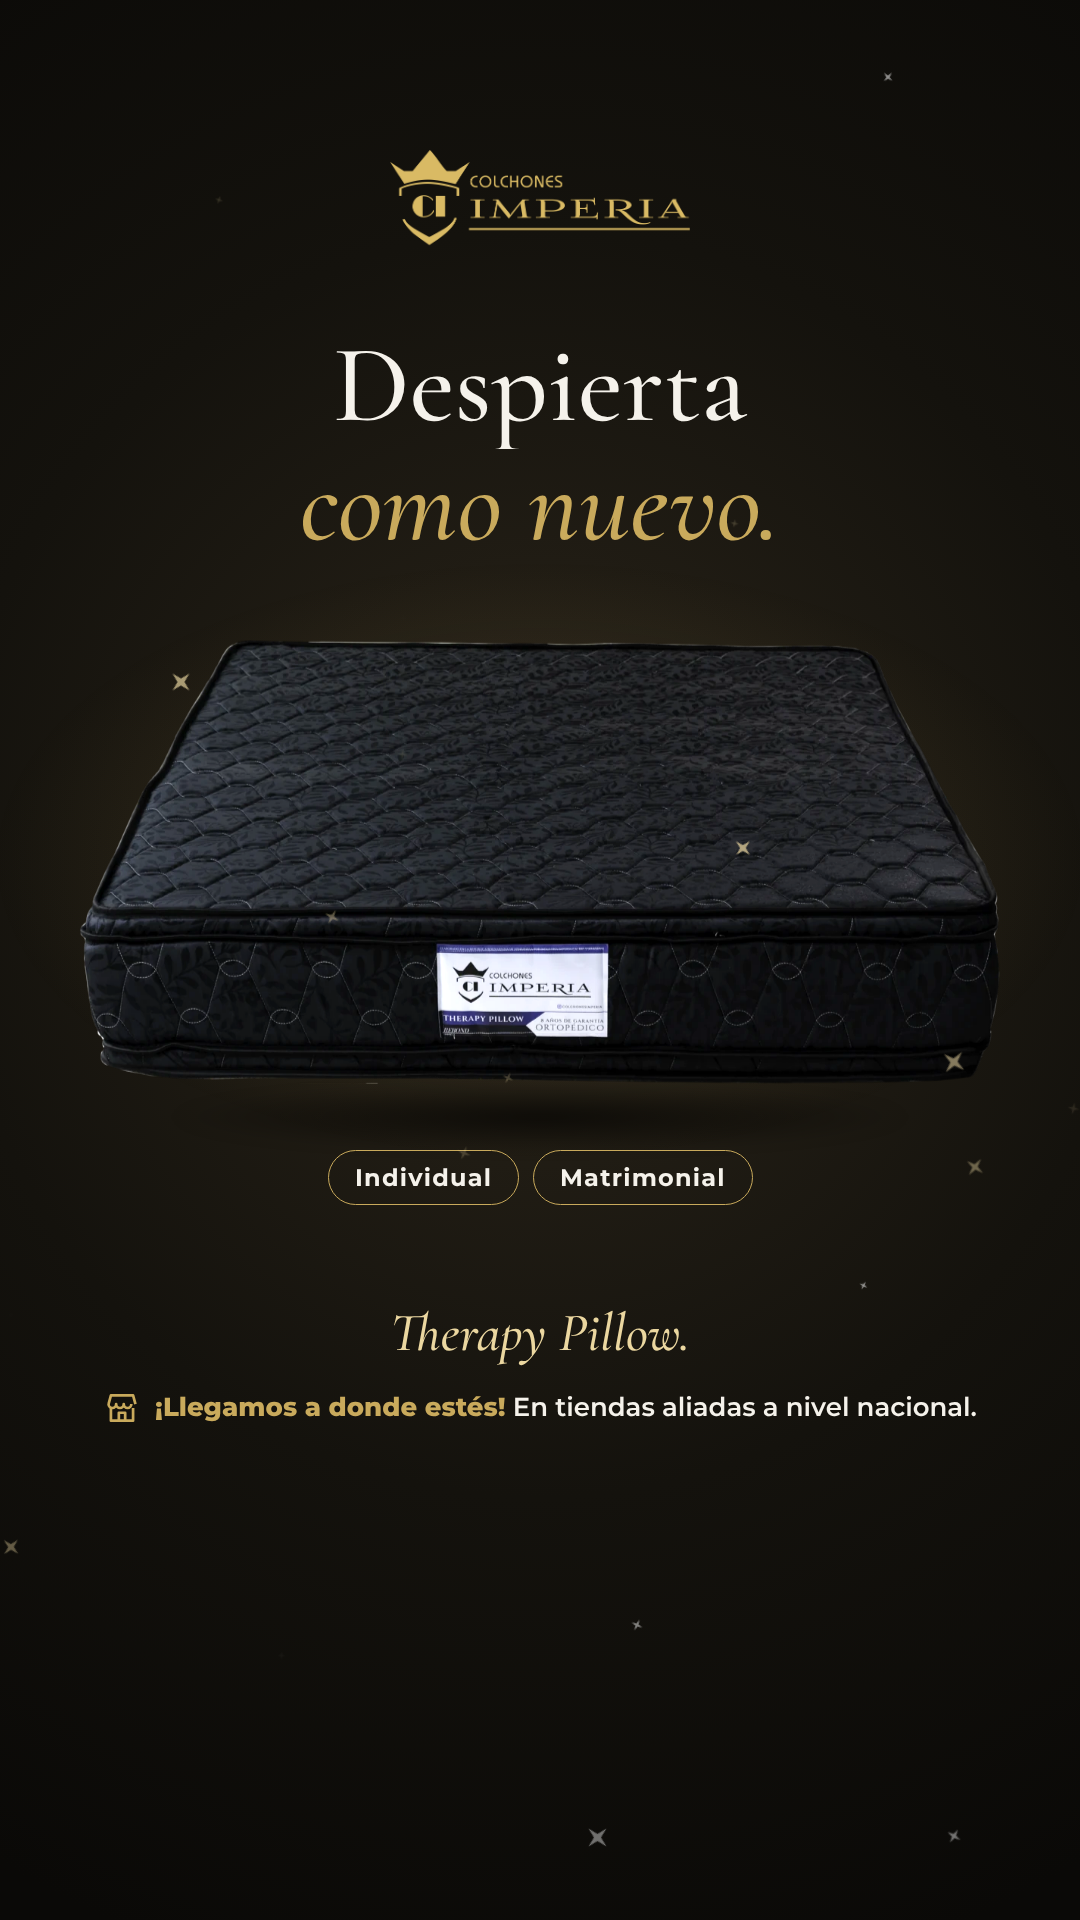 COLCHONES
IMPERIA
Despierta
como nuevo.
COLCHONES
IMPERIA
THERAPY PILLOW
ORTOPÉDICO
Individual
Matrimonial
Therapy Pillow.
¡Llegamos a donde estés! En tiendas aliadas a nivel nacional.